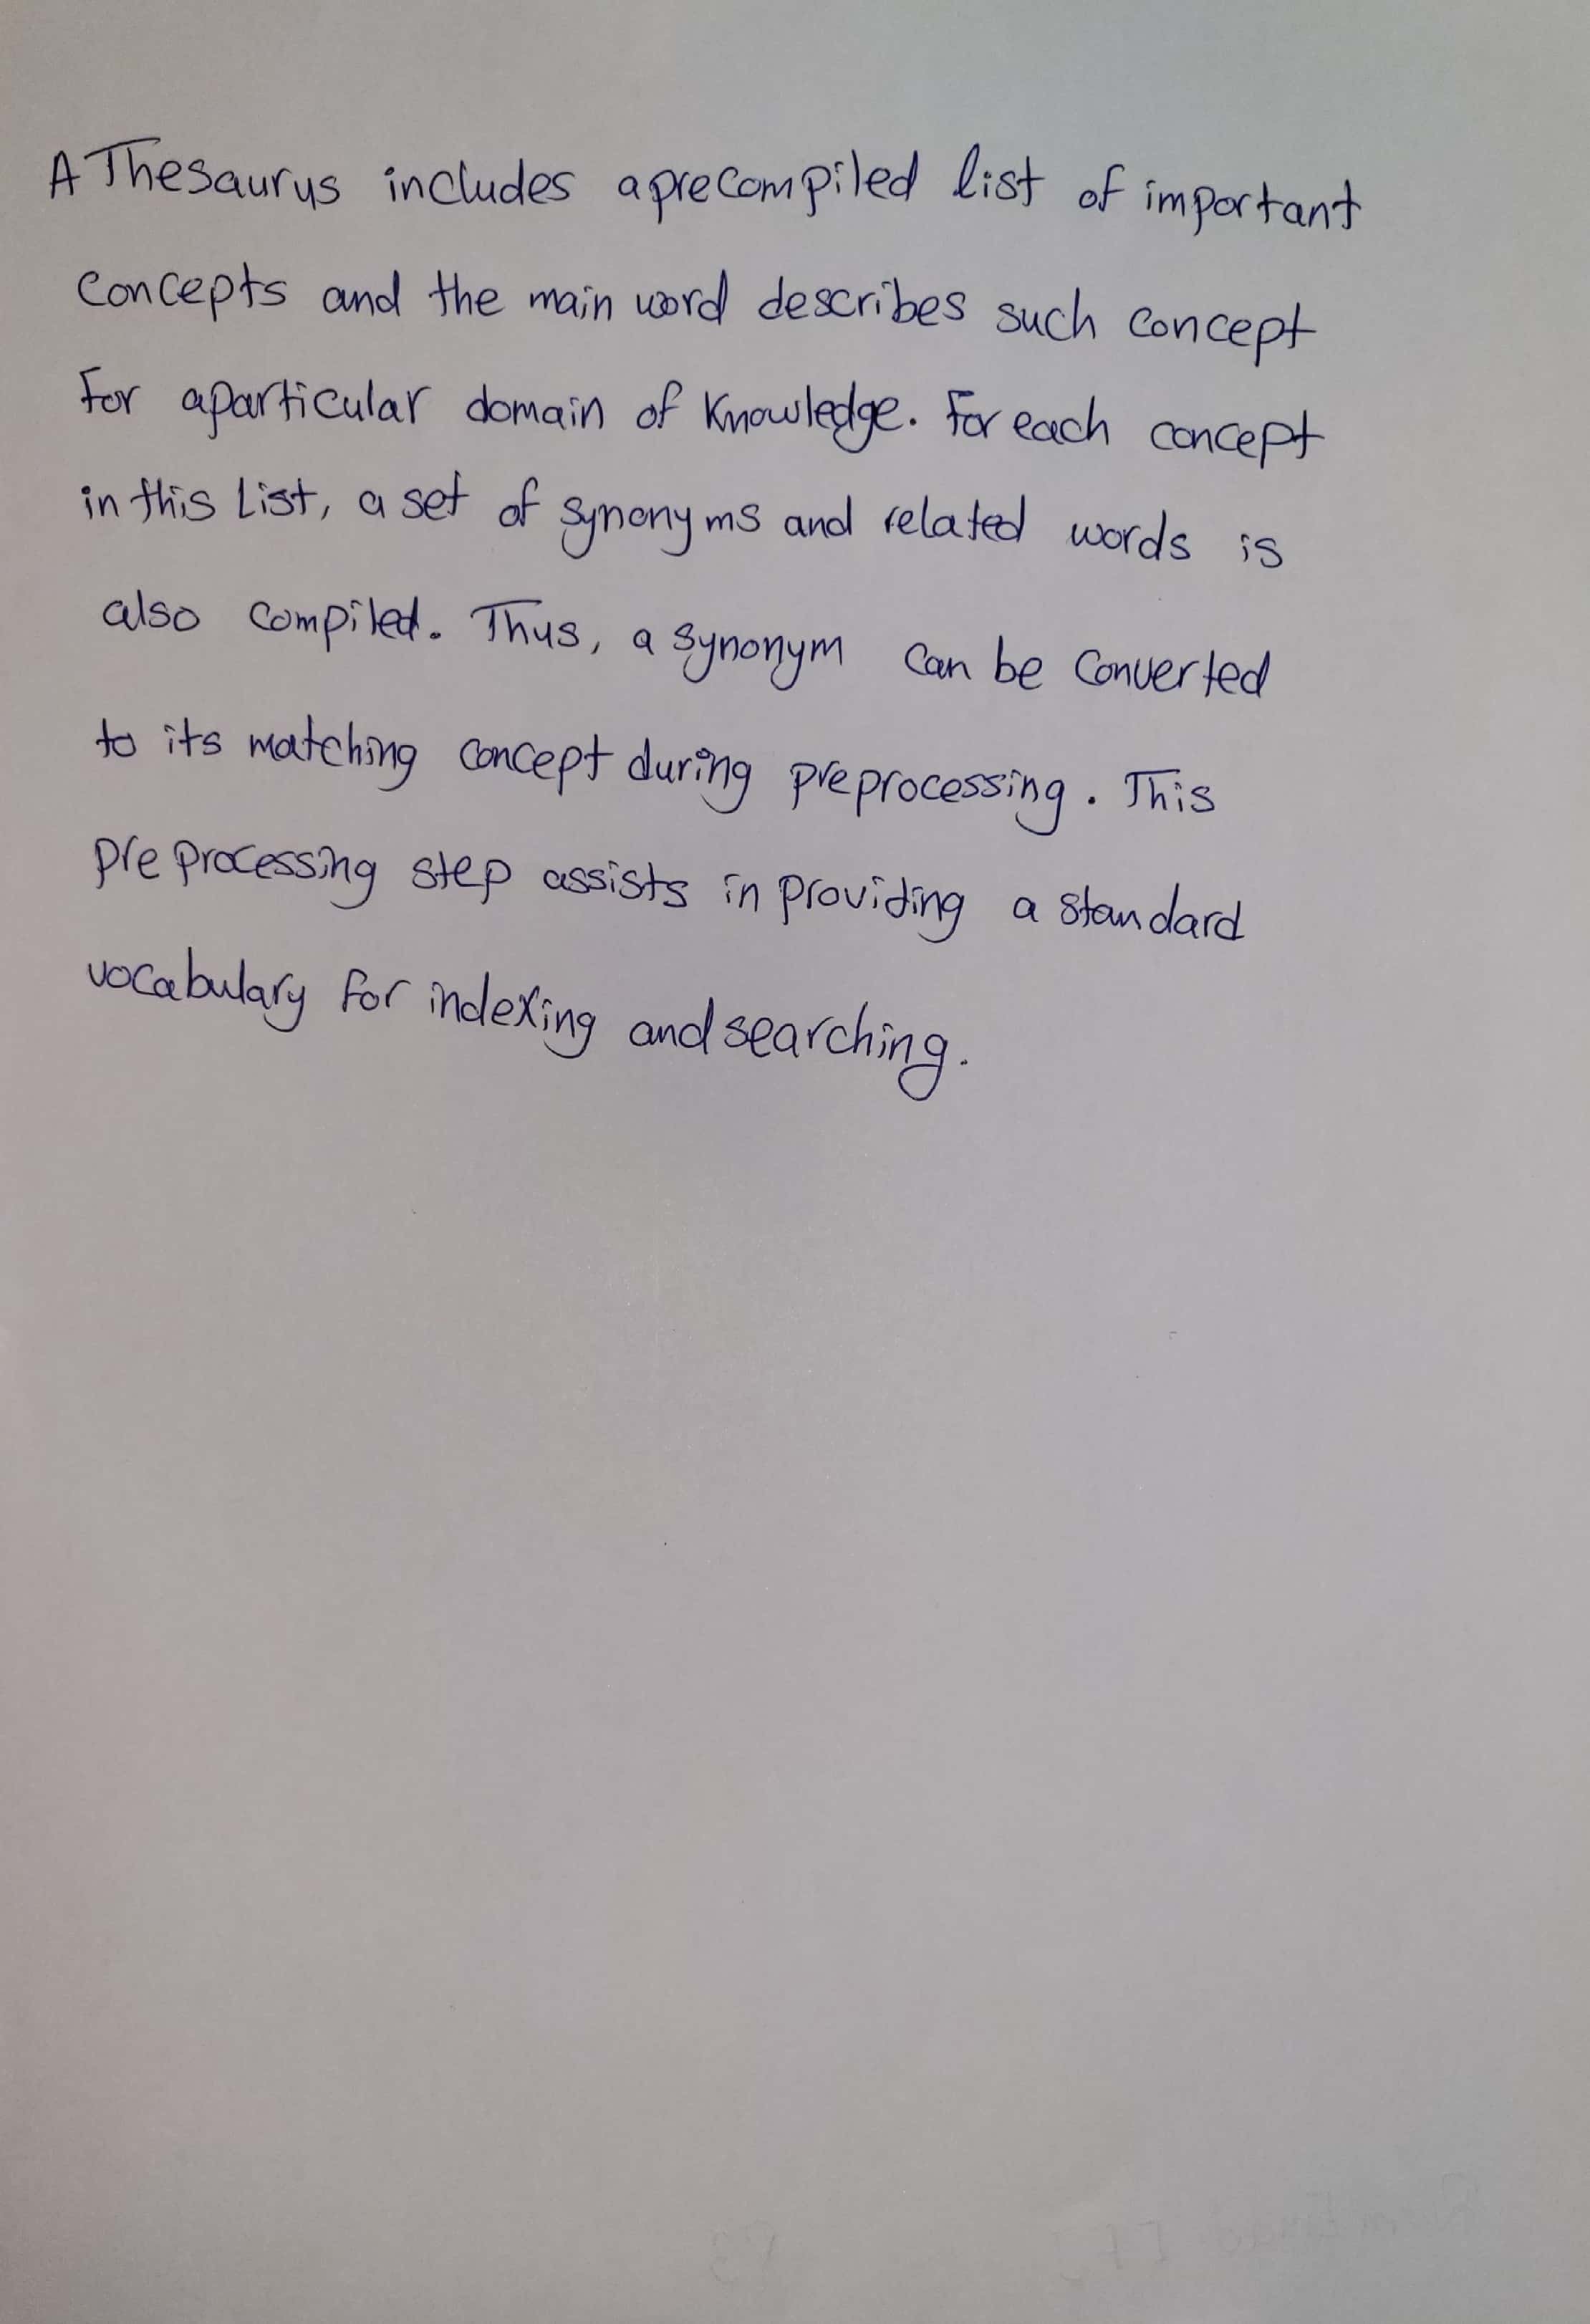 A Thesaurus includes a precompiled list of important
concepts and the main word describes such concept
For a particular domain of Knowledge. For each concept
in this List, a set of synonyms and related words is
also compiled. Thus, a synonym can be converted
to its matching concept during preprocessing. This
preprocessing step assists in providing a standard
vocabulary for indexing and searching.